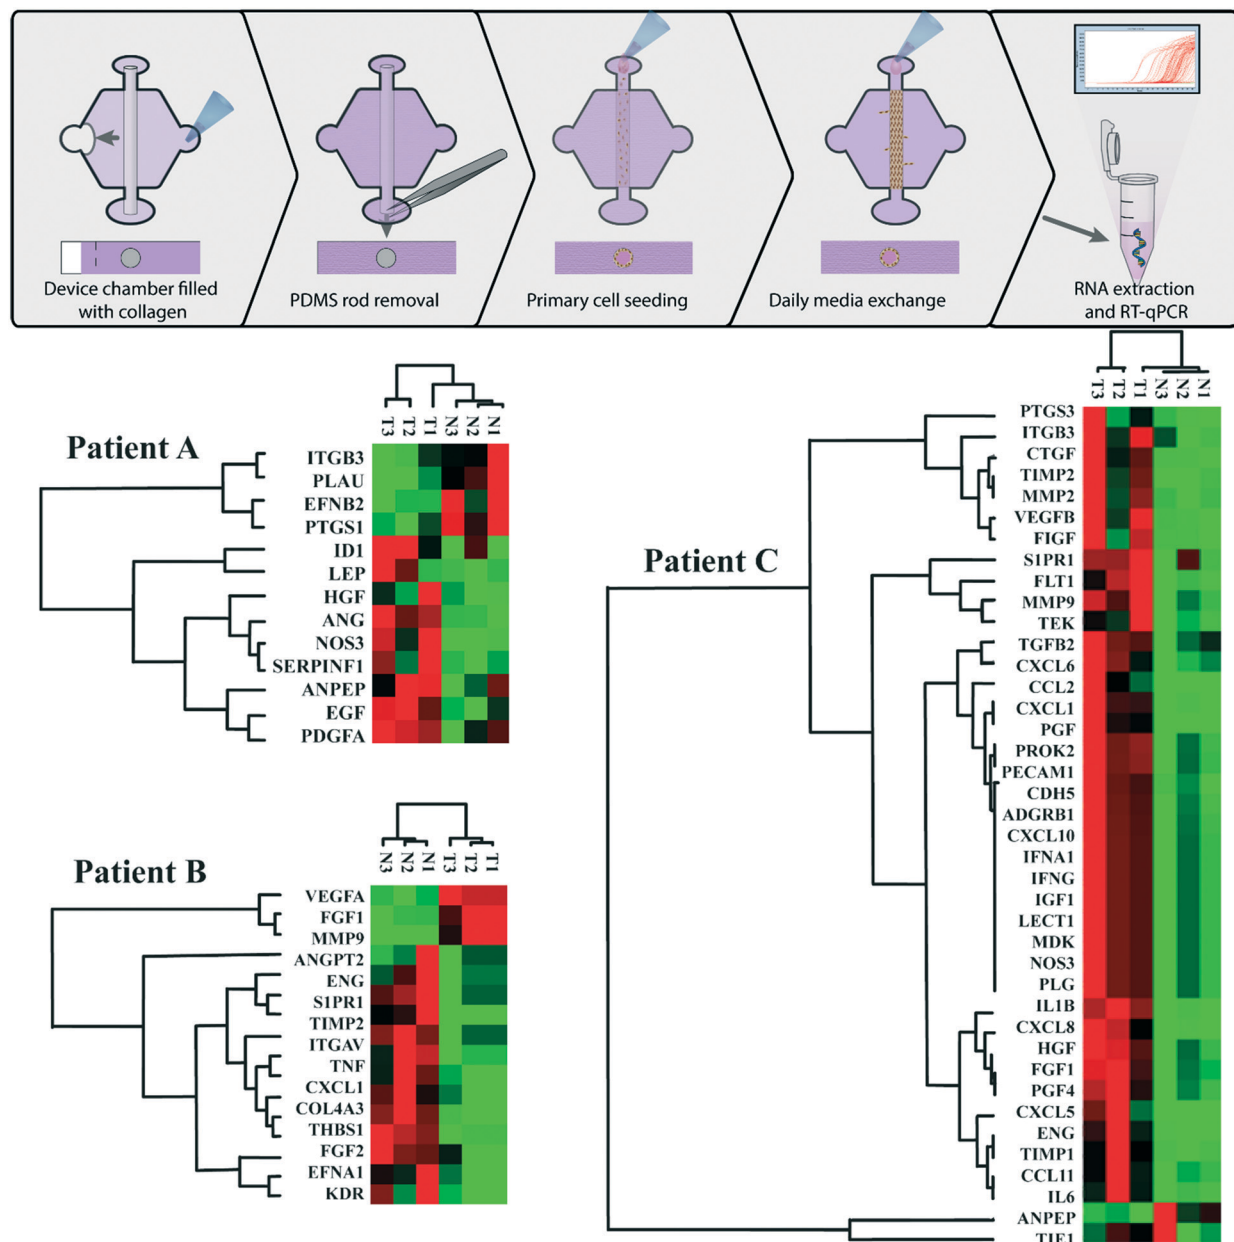 Device chamber filled
with collagen
PDMS rod removal
Primary cell seeding
Daily media exchange
RNA extraction
and RT-qPCR
Patient A
T3 T2 T1 N3 N2 N1
ITGB3
PLAU
EFNB2
PTGS1
ID1
LEP
HGF
ANG
NOS3
SERPINF1
ANPEP
EGF
PDGFA
Patient B
N3 N2 N1 T3 T2 T1
VEGFA
FGF1
MMP9
ANGPT2
ENG
S1PR1
TIMP2
ITGAV
TNF
CXCL1
COL4A3
THBS1
FGF2
EFNA1
KDR
Patient C
T3 T2 T1 N3 N2 N1
PTGS3
ITGB3
CTGF
TIMP2
MMP2
VEGFB
FIGF
S1PR1
FLT1
MMP9
TEK
TGFB2
CXCL6
CCL2
CXCL1
PGF
PROK2
PECAM1
CDH5
ADGRB1
CXCL10
IFNA1
IFNG
IGF1
LECT1
MDK
NOS3
PLG
IL1B
CXCL8
HGF
FGF1
PGF4
CXCL5
ENG
TIMP1
CCL11
IL6
ANPEP
TIE1